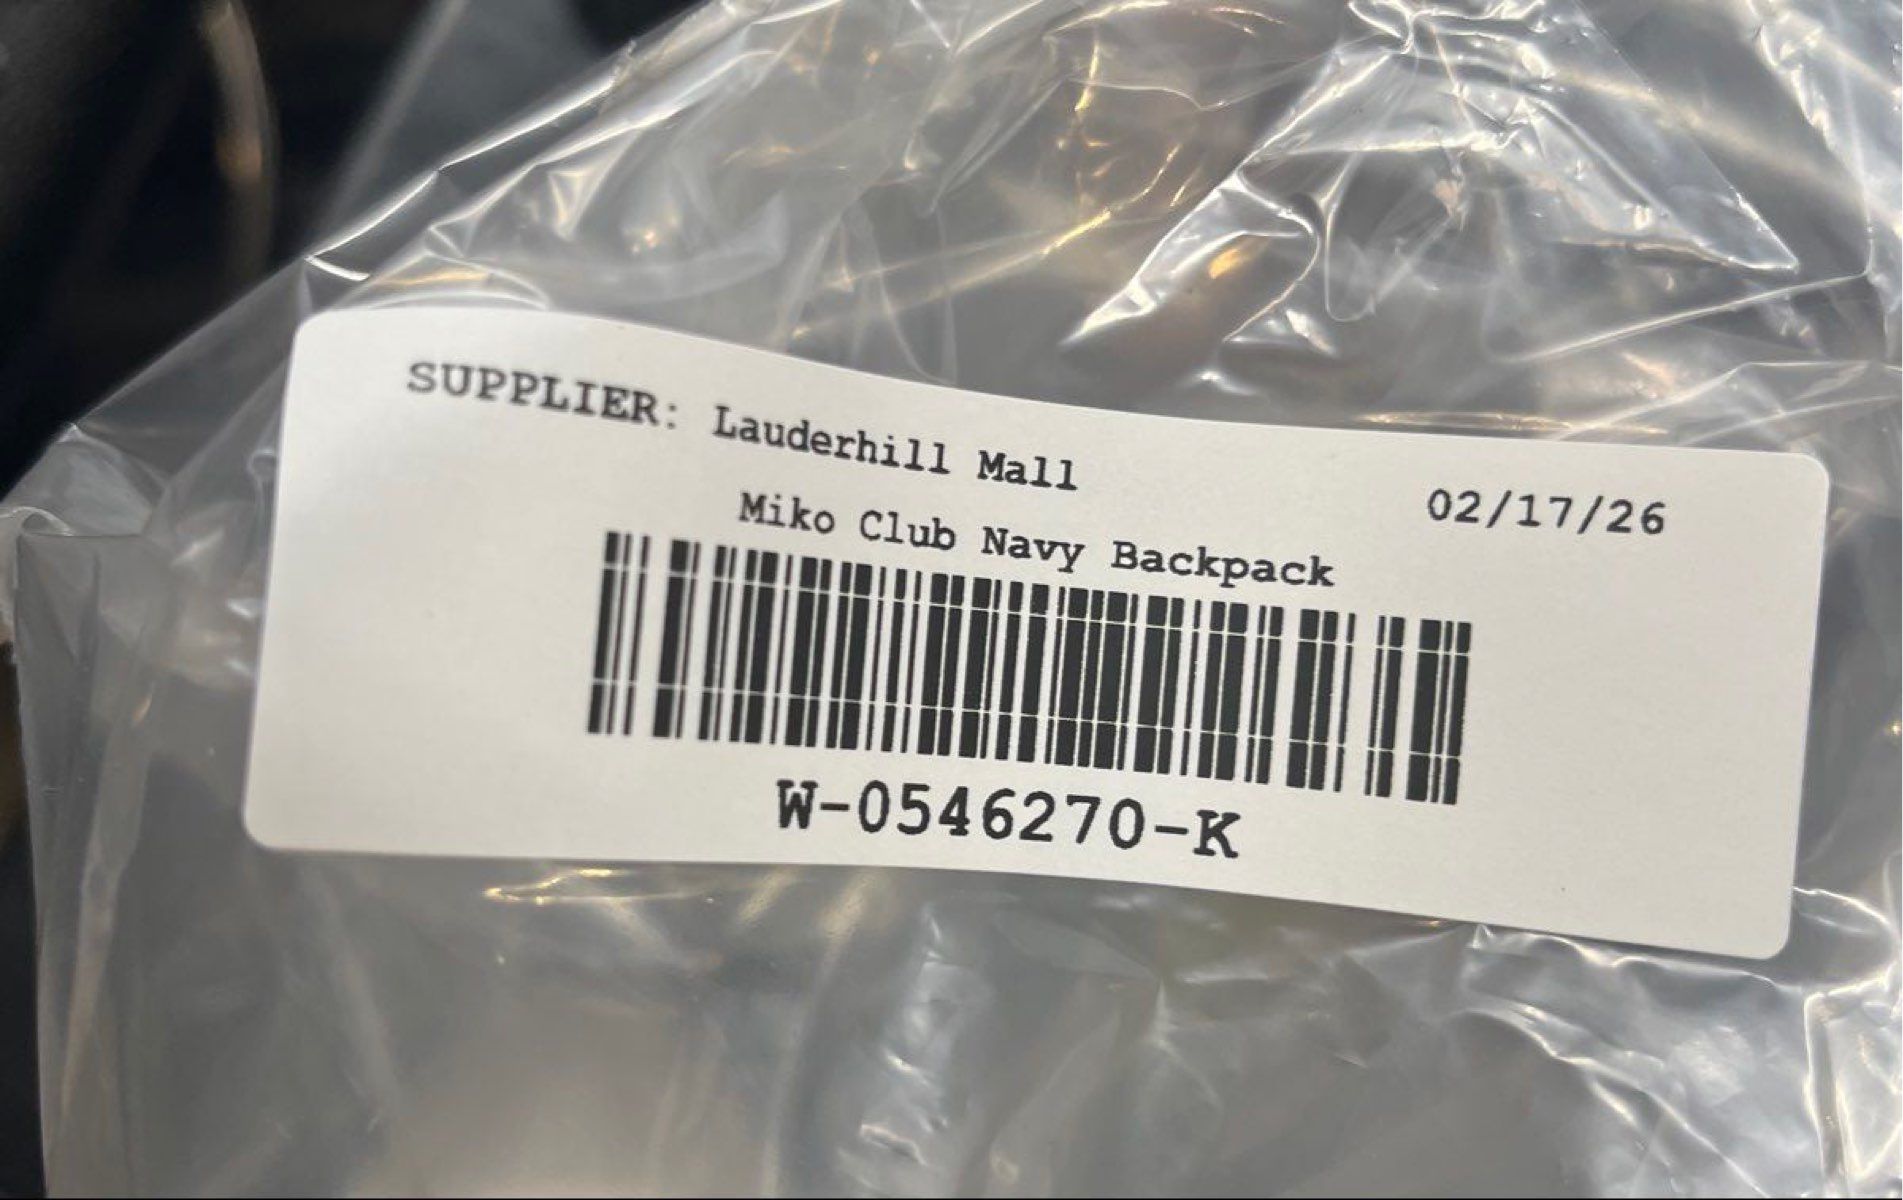 SUPPLIER: Lauderhill Mall
02/17/26
Miko Club Navy Backpack
W-0546270-K